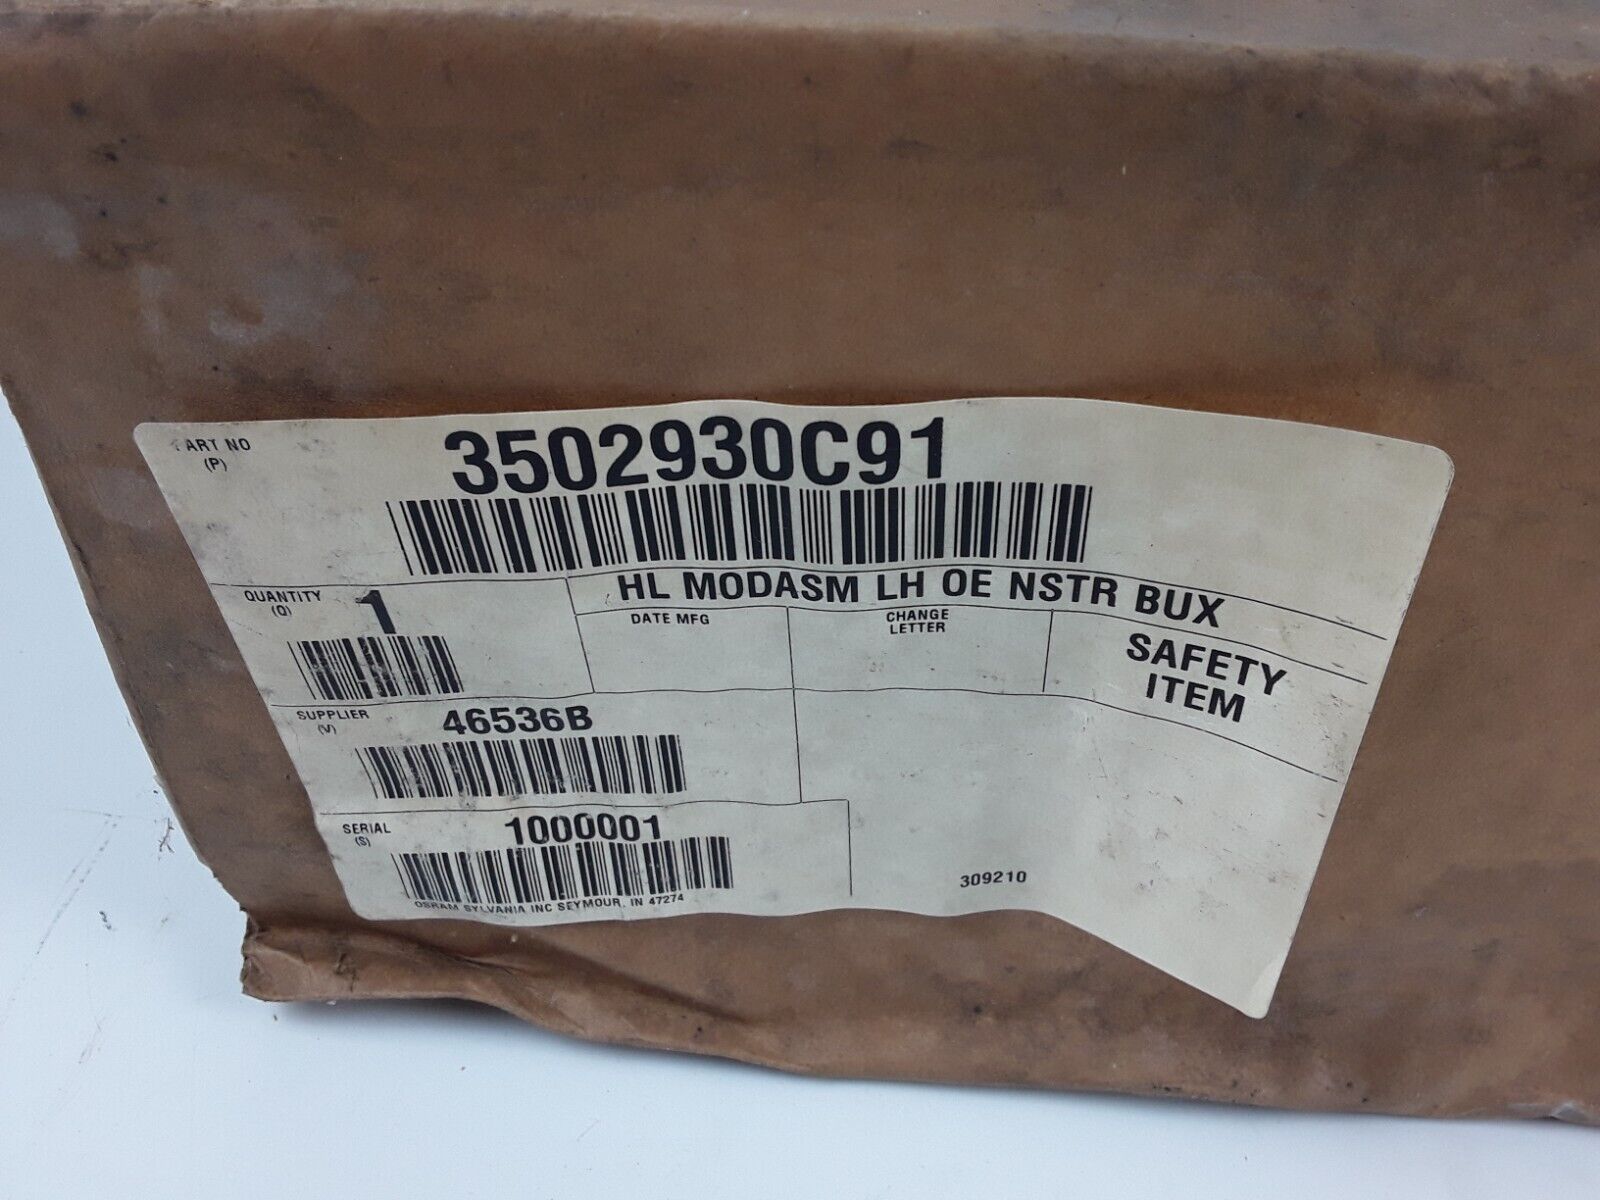 PART NO
(P)
3502930C91
QUANTITY
(Q)
1
HL MODASM LH OE NSTR BUX
DATE MFG
CHANGE
LETTER
SAFETY
ITEM
SUPPLIER
(V)
46536B
SERIAL
(S)
1000001
OSRAM SYLVANIA INC SEYMOUR, IN 47274
309210